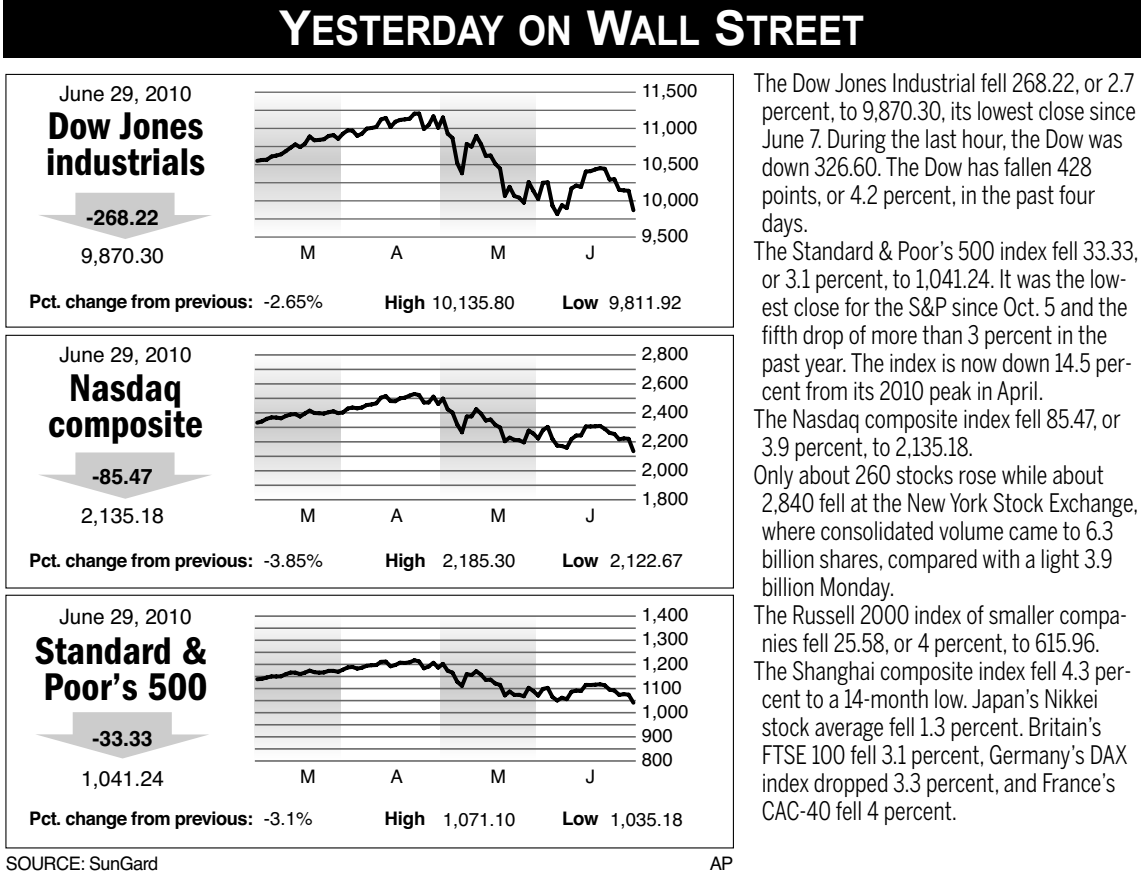 YESTERDAY ON WALL STREET
June 29, 2010
Dow Jones
industrials
-268.22
9,870.30
11,500
11,000
10,500
10,000
9,500
M A M J
Pct. change from previous: -2.65% High 10,135.80 Low 9,811.92
June 29, 2010
Nasdaq
composite
-85.47
2,135.18
2,800
2,600
2,400
2,200
2,000
1,800
M A M J
Pct. change from previous: -3.85% High 2,185.30 Low 2,122.67
June 29, 2010
Standard &
Poor's 500
-33.33
1,041.24
1,400
1,300
1,200
1100
1,000
900
800
M A M J
Pct. change from previous: -3.1% High 1,071.10 Low 1,035.18
SOURCE: SunGard AP
The Dow Jones Industrial fell 268.22, or 2.7
percent, to 9,870.30, its lowest close since
June 7. During the last hour, the Dow was
down 326.60. The Dow has fallen 428
points, or 4.2 percent, in the past four
days.
The Standard & Poor's 500 index fell 33.33,
or 3.1 percent, to 1,041.24. It was the low-
est close for the S&P since Oct. 5 and the
fifth drop of more than 3 percent in the
past year. The index is now down 14.5 per-
cent from its 2010 peak in April.
The Nasdaq composite index fell 85.47, or
3.9 percent, to 2,135.18.
Only about 260 stocks rose while about
2,840 fell at the New York Stock Exchange,
where consolidated volume came to 6.3
billion shares, compared with a light 3.9
billion Monday.
The Russell 2000 index of smaller compa-
nies fell 25.58, or 4 percent, to 615.96.
The Shanghai composite index fell 4.3 per-
cent to a 14-month low. Japan's Nikkei
stock average fell 1.3 percent. Britain's
FTSE 100 fell 3.1 percent, Germany's DAX
index dropped 3.3 percent, and France's
CAC-40 fell 4 percent.